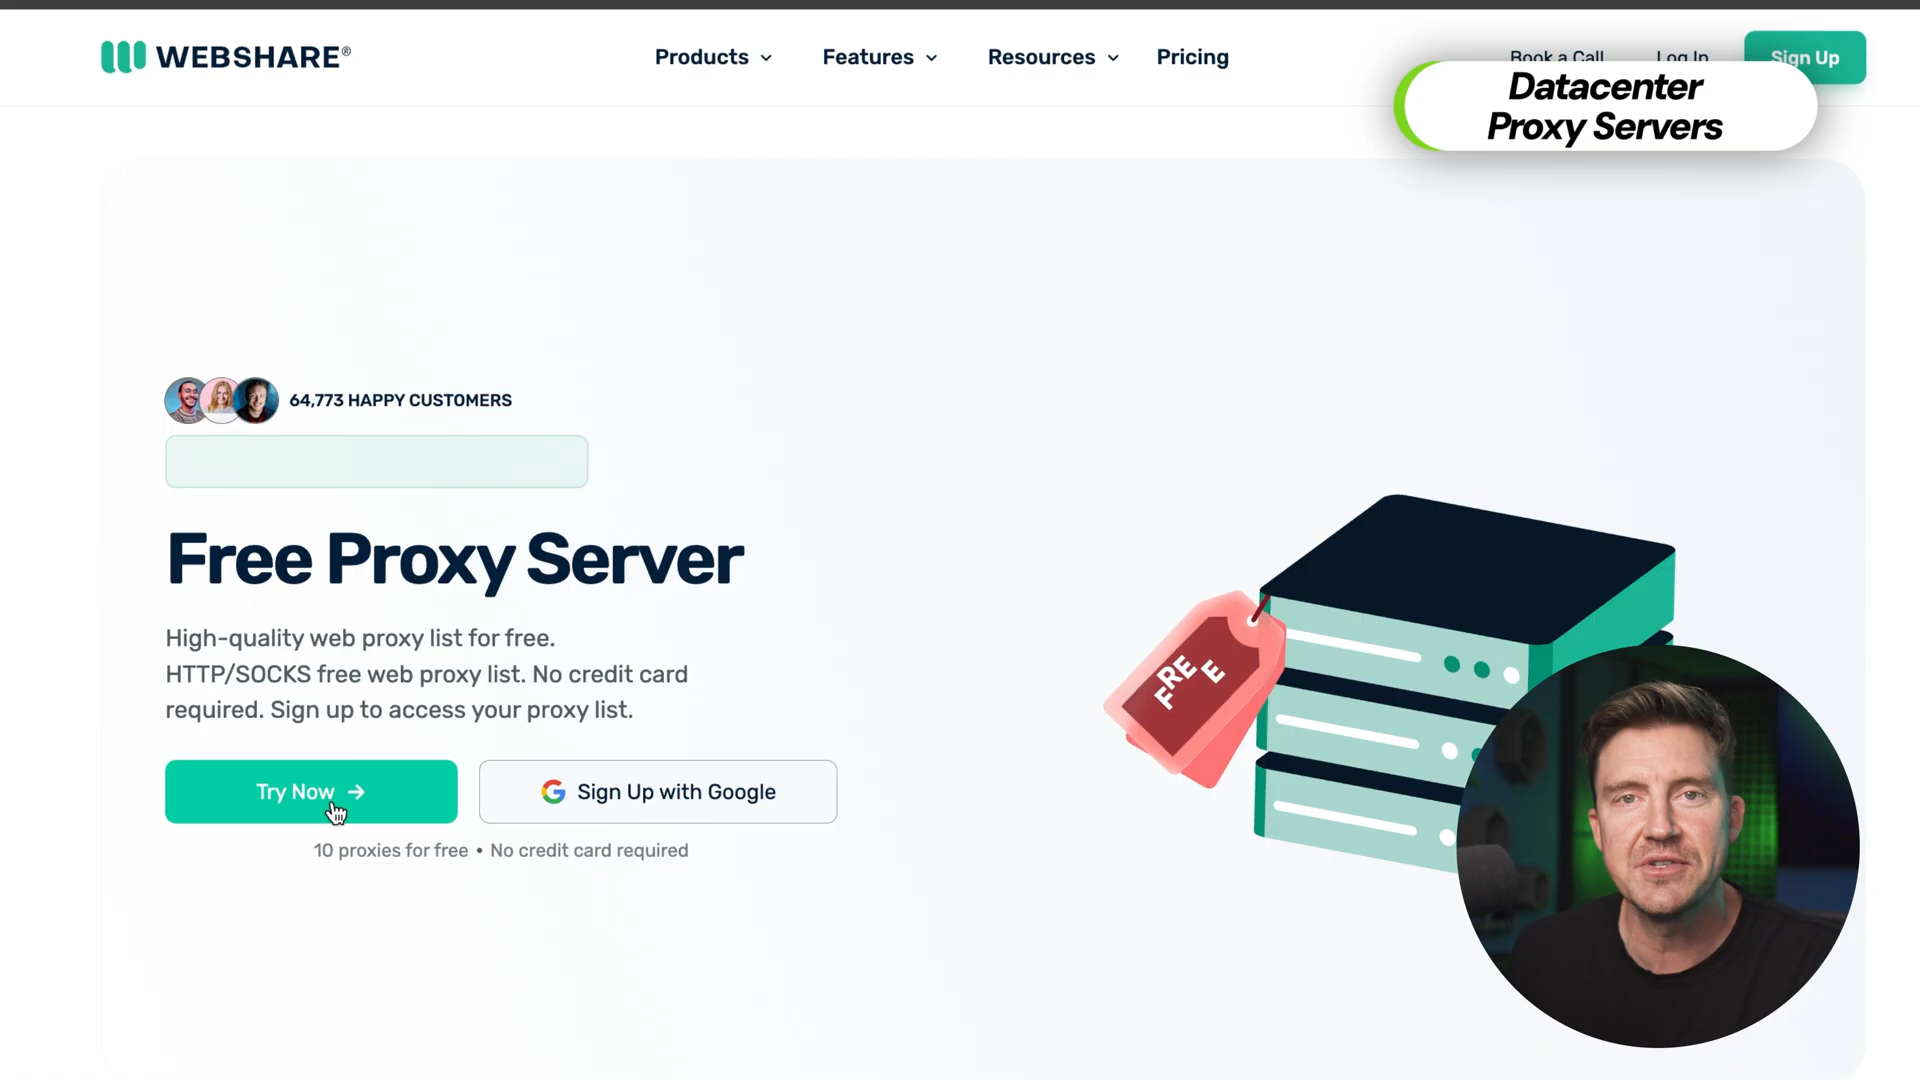 WEBSHARE®
Products
Features
Resources
Pricing
Book a Call
Log In
Sign Up
Datacenter
Proxy Servers
64,773 HAPPY CUSTOMERS
Free Proxy Server
High-quality web proxy list for free.
HTTP/SOCKS free web proxy list. No credit card
required. Sign up to access your proxy list.
Try Now →
Sign Up with Google
10 proxies for free • No credit card required
FREE